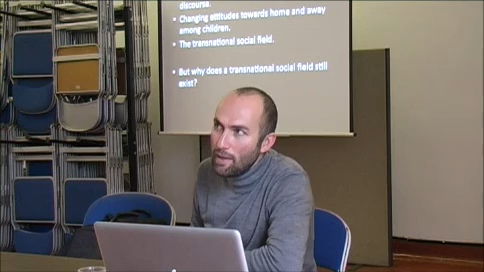 discourse.
• Changing attitudes towards home and away
among children.
• The transnational social field.
• But why does a transnational social field still
exist?